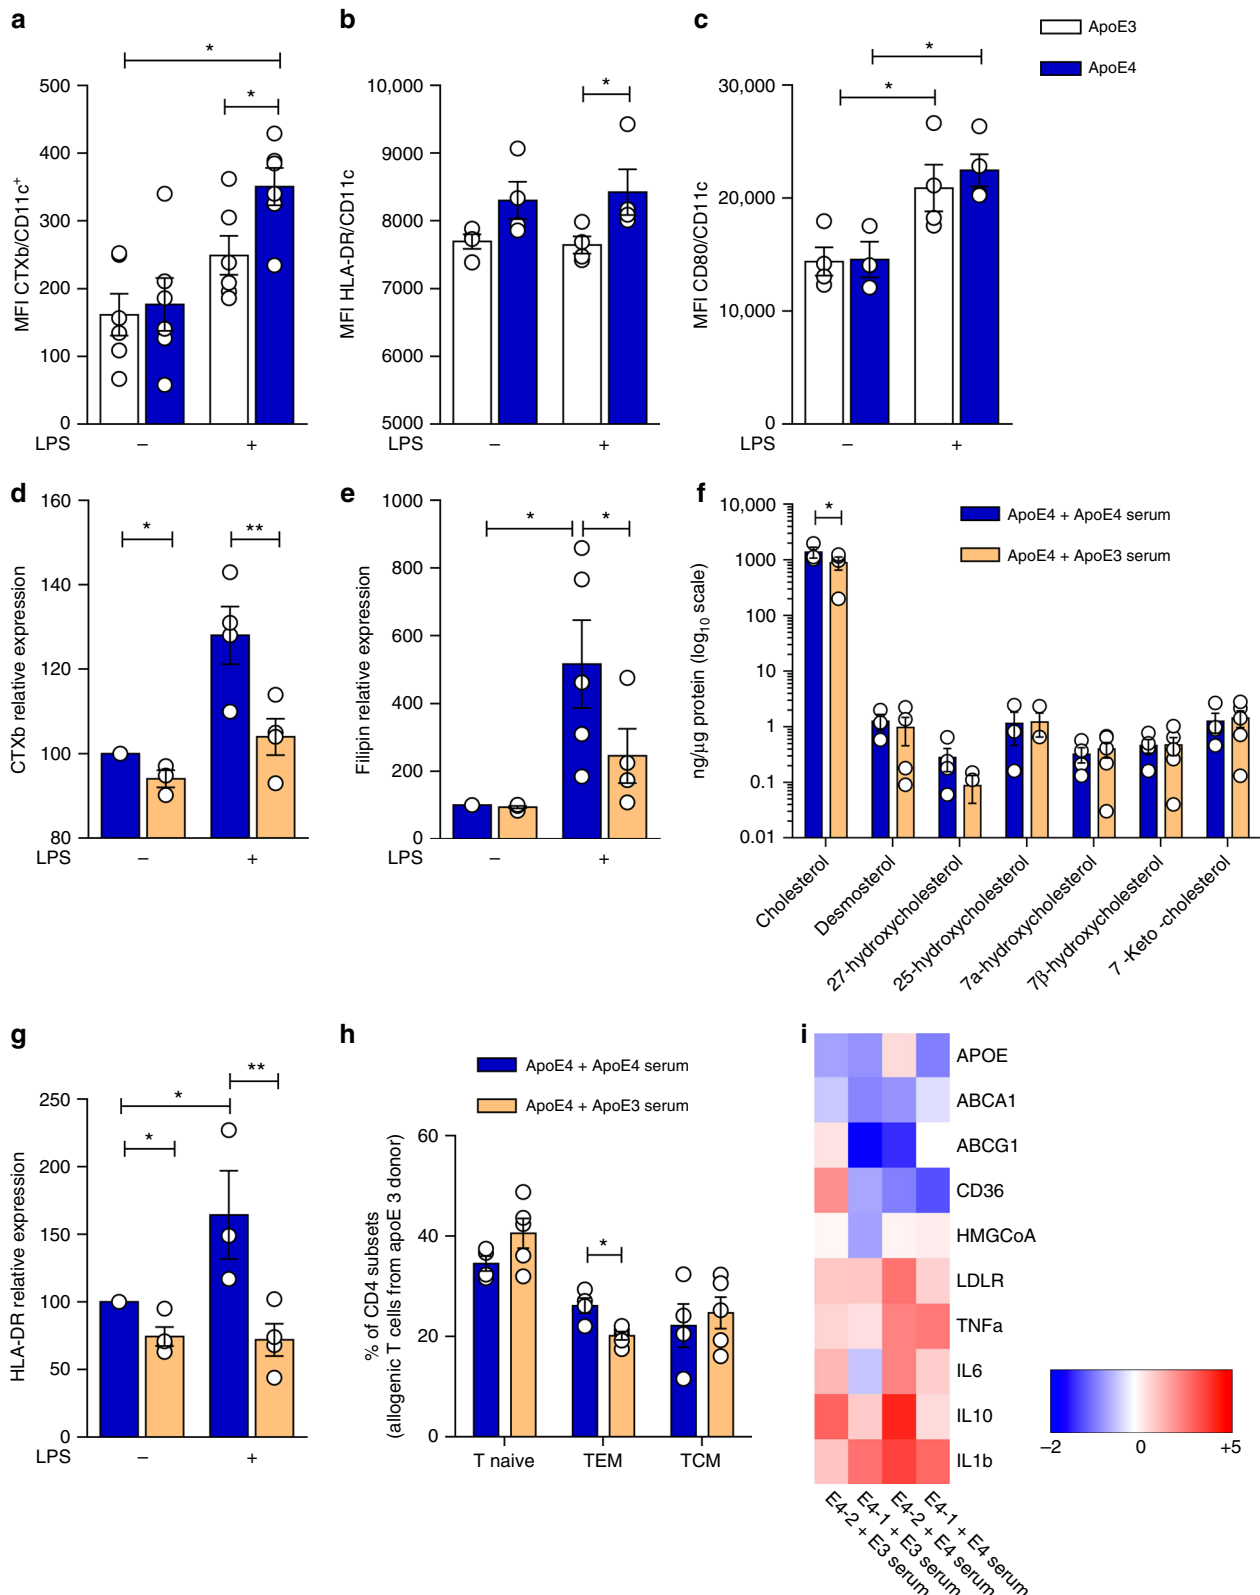 a
b
c
ApoE3
ApoE4
*
*
MFI CTXb/CD11c+
500
400
300
200
100
0
LPS
–
+
*
MFI HLA-DR/CD11c
10,000
9000
8000
7000
6000
5000
LPS
–
+
*
*
MFI CD80/CD11c
30,000
20,000
10,000
0
LPS
–
+
d
*
**
CTXb relative expression
160
140
120
100
80
LPS
–
+
e
*
*
Filipin relative expression
1000
800
600
400
200
0
LPS
–
+
f
*
ApoE4 + ApoE4 serum
ApoE4 + ApoE3 serum
ng/µg protein (log10 scale)
10,000
1000
100
10
1
0.1
0.01
Cholesterol
Desmosterol
27-hydroxycholesterol
25-hydroxycholesterol
7a-hydroxycholesterol
7β-hydroxycholesterol
7 -Keto -cholesterol
g
**
*
*
HLA-DR relative expression
250
200
150
100
50
0
LPS
–
+
h
ApoE4 + ApoE4 serum
ApoE4 + ApoE3 serum
*
% of CD4 subsets
(allogenic T cells from apoE 3 donor)
60
40
20
0
T naive
TEM
TCM
i
APOE
ABCA1
ABCG1
CD36
HMGCoA
LDLR
TNFa
IL6
IL10
IL1b
E4-2 + E3 serum
E4-1 + E3 serum
E4-2 + E4 serum
E4-1 + E4 serum
–2
0
+5